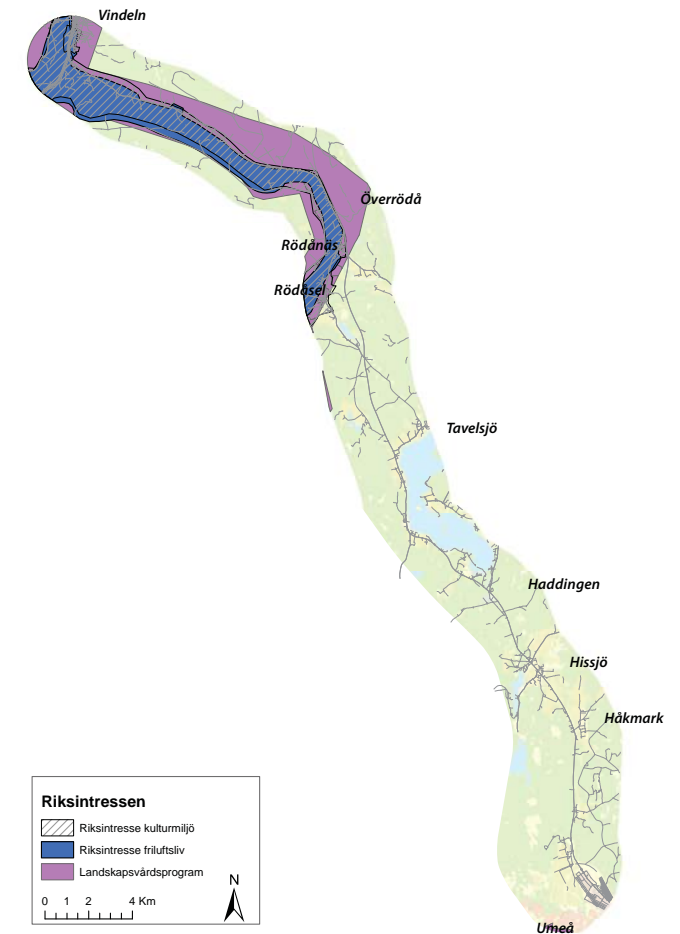 Vindeln
Överrödå
Rödånäs
Rödåsel
Tavelsjö
Haddingen
Hissjö
Håkmark
Riksintressen
Riksintresse kulturmiljö
Riksintresse friluftsliv
Landskapsvårdsprogram
N
0 1 2 4 Km
Umeå